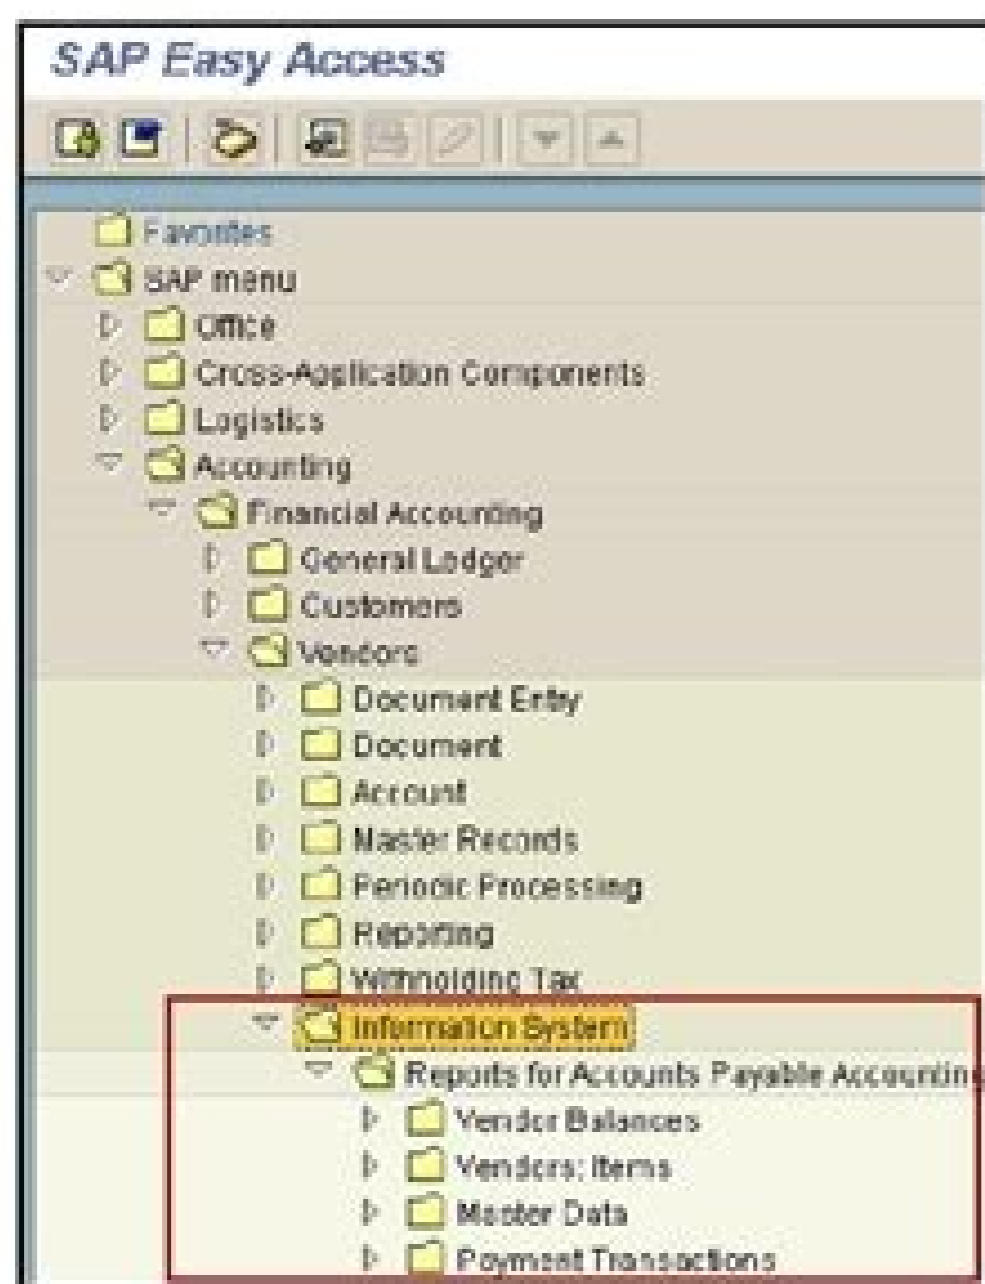 SAP Easy Access
Favorites
SAP menu
Office
Cross-Application Components
Logistics
Accounting
Financial Accounting
General Ledger
Customers
Vendors
Document Entry
Document
Account
Master Records
Periodic Processing
Reporting
Withholding Tax
Information System
Reports for Accounts Payable Accounting
Vendor Balances
Vendors: Items
Master Data
Payment Transactions